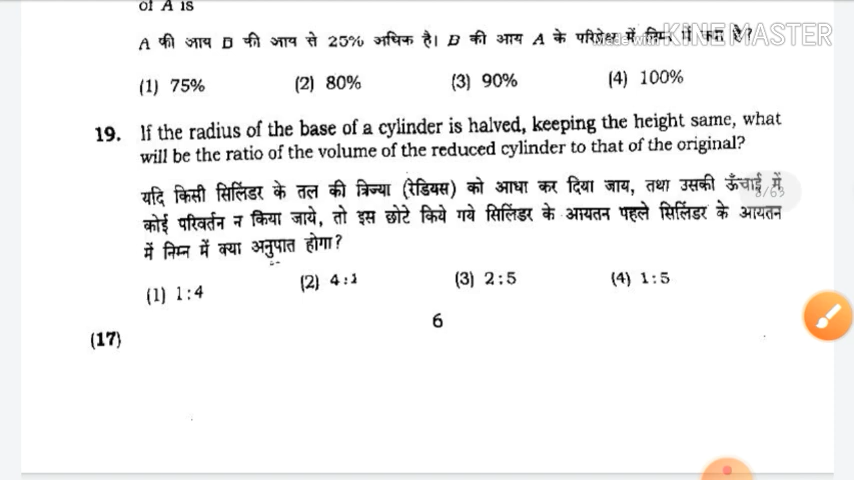 of A is
A की आय B की आय से 25% अधिक है। B की आय A के परिप्रेक्ष में निम्न में क्या है?
Made with KINEMASTER
(1) 75% (2) 80% (3) 90% (4) 100%
19. If the radius of the base of a cylinder is halved, keeping the height same, what
will be the ratio of the volume of the reduced cylinder to that of the original?
यदि किसी सिलिंडर के तल की त्रिज्या (रेडियस) को आधा कर दिया जाय, तथा उसकी ऊँचाई में
8/63
कोई परिवर्तन न किया जाये, तो इस छोटे किये गये सिलिंडर के आयतन पहले सिलिंडर के आयतन
में निम्न में क्या अनुपात होगा?
(1) 1:4 (2) 4:1 (3) 2:5 (4) 1:5
6
(17)